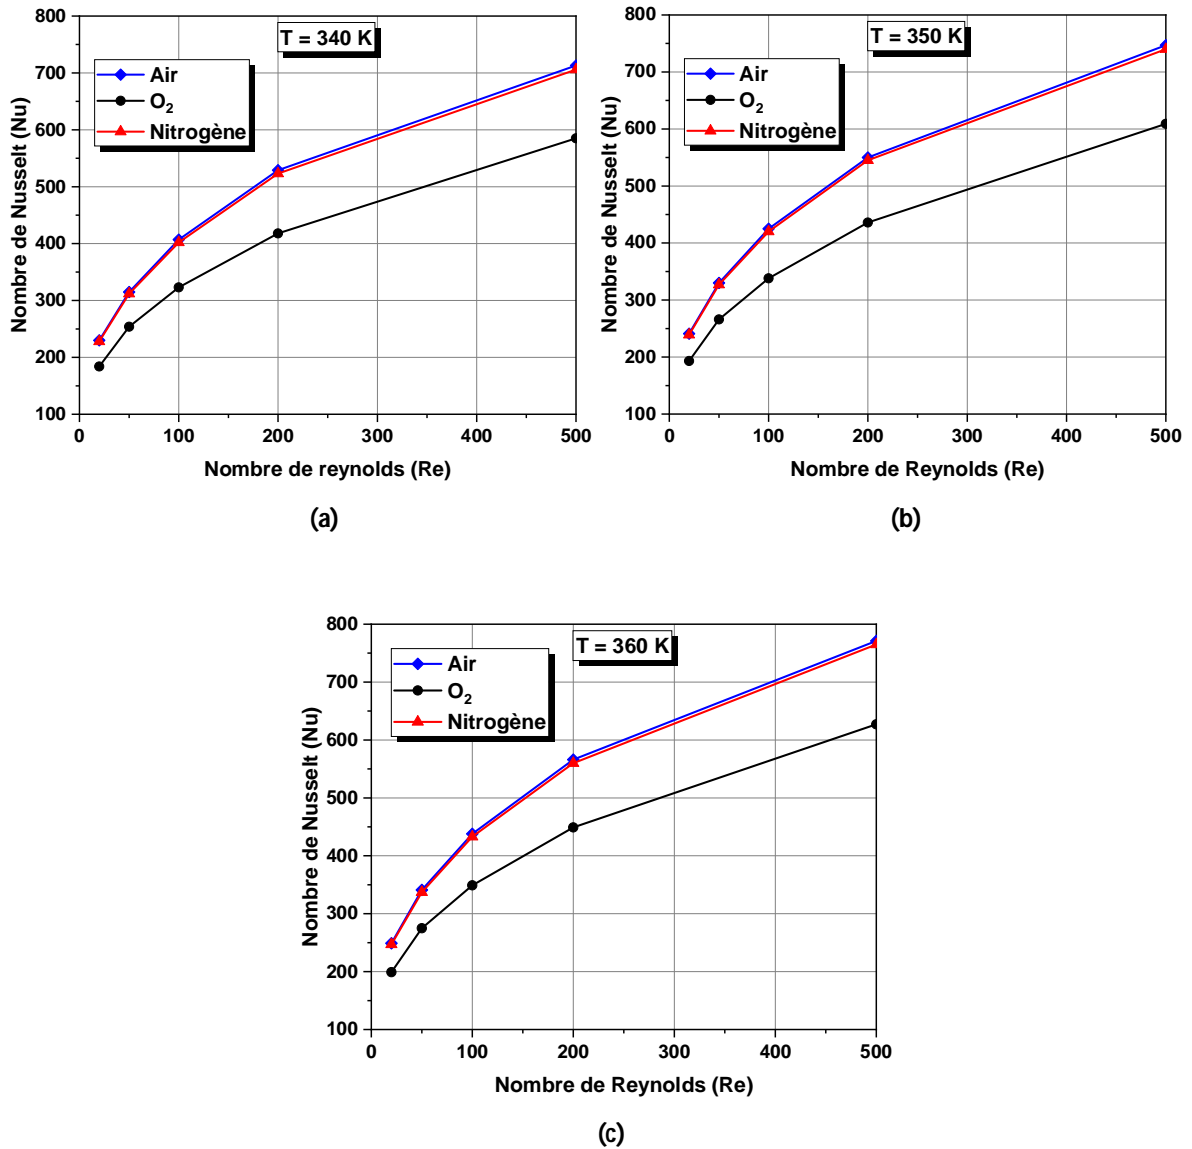 T = 340 K
Air
O₂
Nitrogène
Nombre de Nusselt (Nu)
800
700
600
500
400
300
200
100
0 100 200 300 400 500
Nombre de reynolds (Re)
(a)
T = 350 K
Air
O₂
Nitrogène
Nombre de Nusselt (Nu)
800
700
600
500
400
300
200
100
0 100 200 300 400 500
Nombre de Reynolds (Re)
(b)
T = 360 K
Air
O₂
Nitrogène
Nombre de Nusselt (Nu)
800
700
600
500
400
300
200
100
0 100 200 300 400 500
Nombre de Reynolds (Re)
(c)